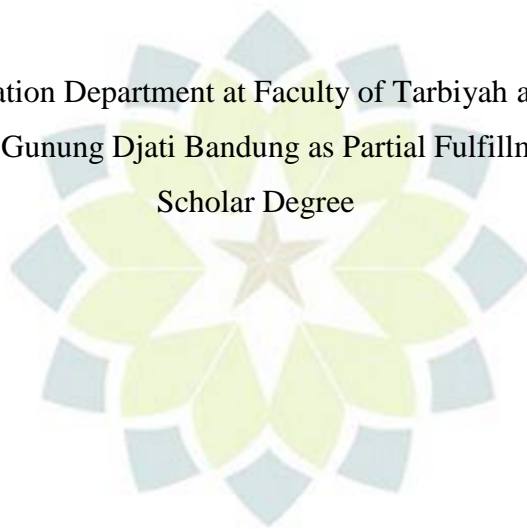 ation Department at Faculty of Tarbiyah a
Gunung Djati Bandung as Partial Fulfilln
Scholar Degree